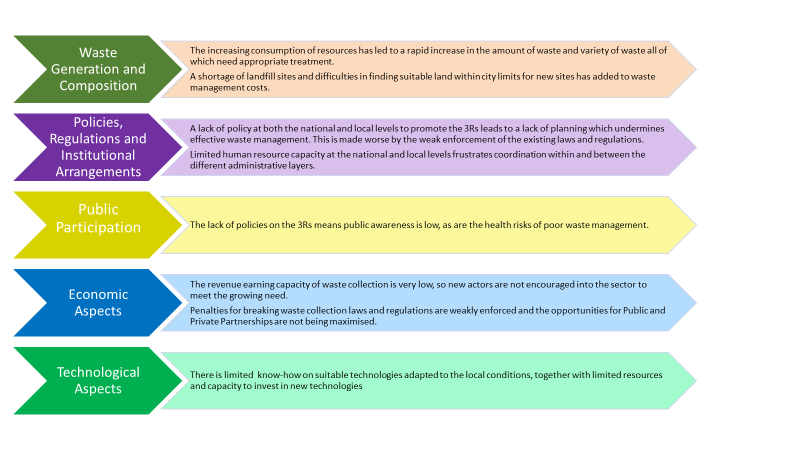 Waste
Generation and
Composition
The increasing consumption of resources has led to a rapid increase in the amount of waste and variety of waste all of
which need appropriate treatment.
A shortage of landfill sites and difficulties in finding suitable land within city limits for new sites has added to waste
management costs.
Policies,
Regulations and
Institutional
Arrangements
A lack of policy at both the national and local levels to promote the 3Rs leads to a lack of planning which undermines
effective waste management. This is made worse by the weak enforcement of the existing laws and regulations.
Limited human resource capacity at the national and local levels frustrates coordination within and between the
different administrative layers.
Public
Participation
The lack of policies on the 3Rs means public awareness is low, as are the health risks of poor waste management.
Economic
Aspects
The revenue earning capacity of waste collection is very low, so new actors are not encouraged into the sector to
meet the growing need.
Penalties for breaking waste collection laws and regulations are weakly enforced and the opportunities for Public and
Private Partnerships are not being maximised.
Technological
Aspects
There is limited know-how on suitable technologies adapted to the local conditions, together with limited resources
and capacity to invest in new technologies